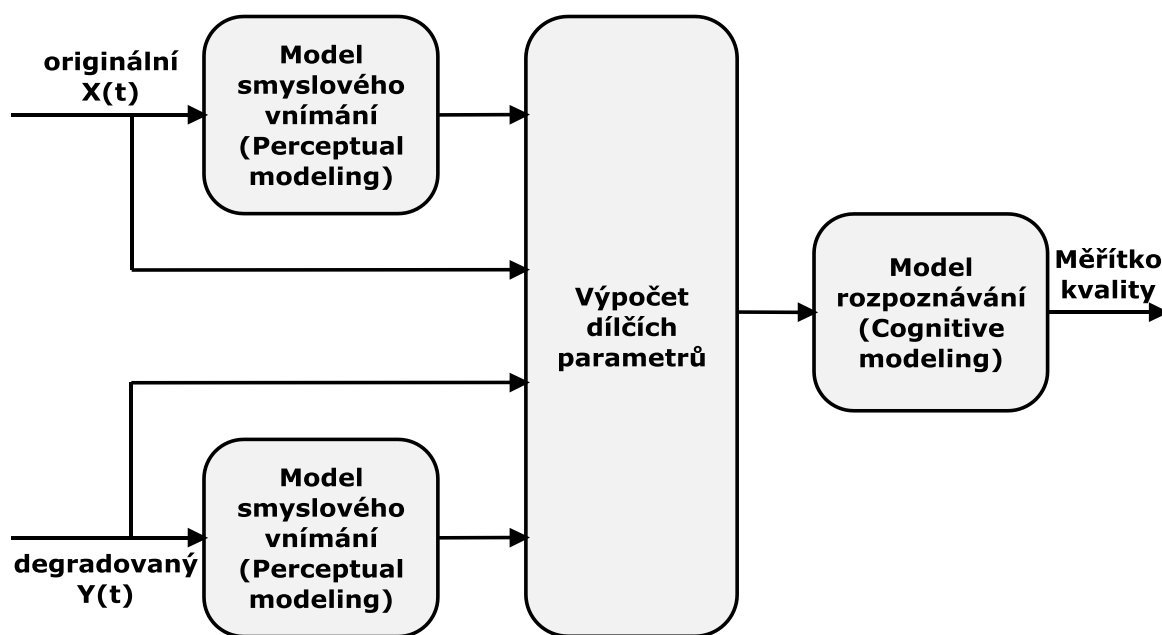 originální
X(t)
Model
smyslového
vnímání
(Perceptual
modeling)
Výpočet
dílčích
parametrů
Model
rozpoznávání
(Cognitive
modeling)
Měřítko
kvality
Model
smyslového
vnímání
(Perceptual
modeling)
degradovaný
Y(t)